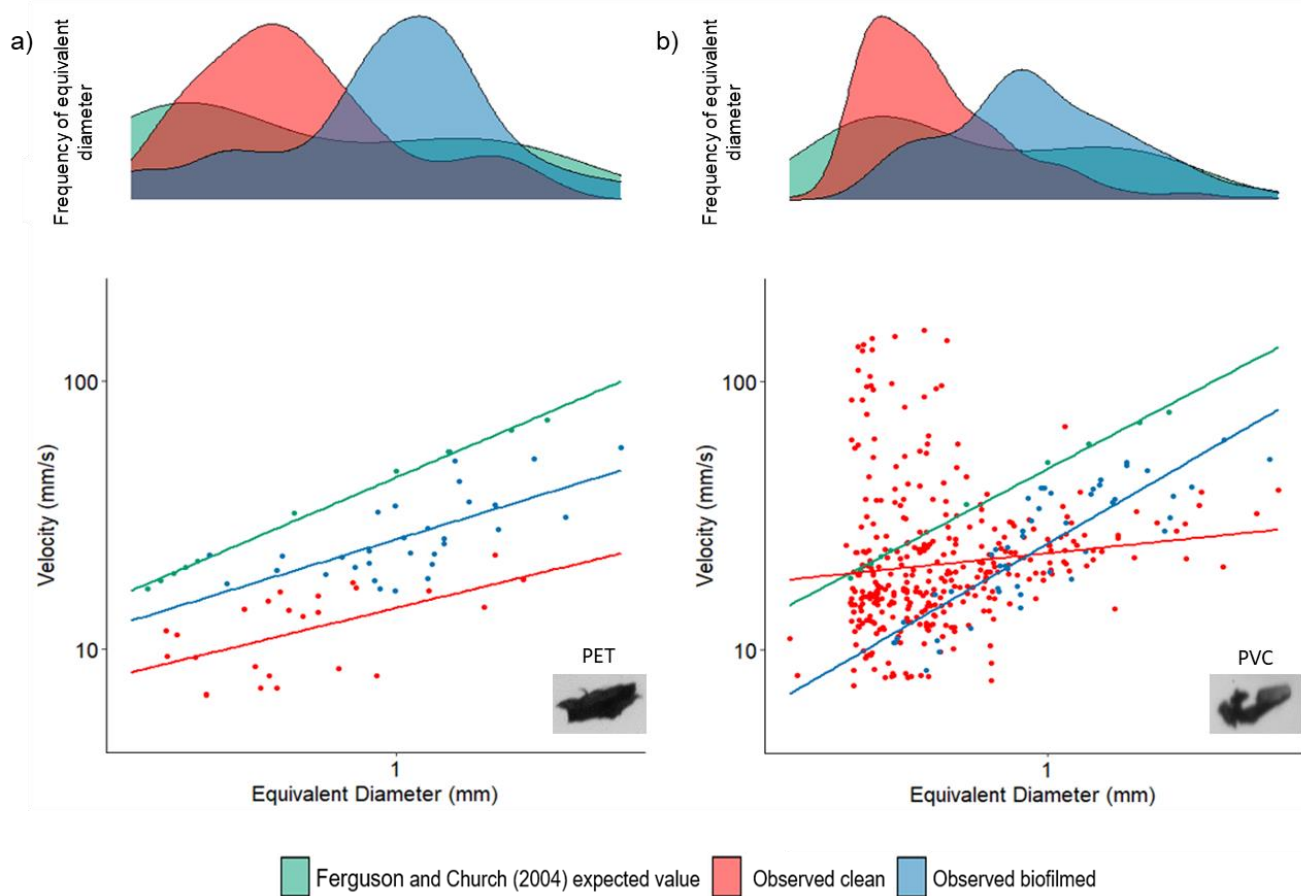 a)
Frequency of equivalent
diameter
b)
Frequency of equivalent
diameter
100
10
Velocity (mm/s)
PET
1
Equivalent Diameter (mm)
100
10
Velocity (mm/s)
PVC
1
Equivalent Diameter (mm)
Ferguson and Church (2004) expected value
Observed clean
Observed biofilmed